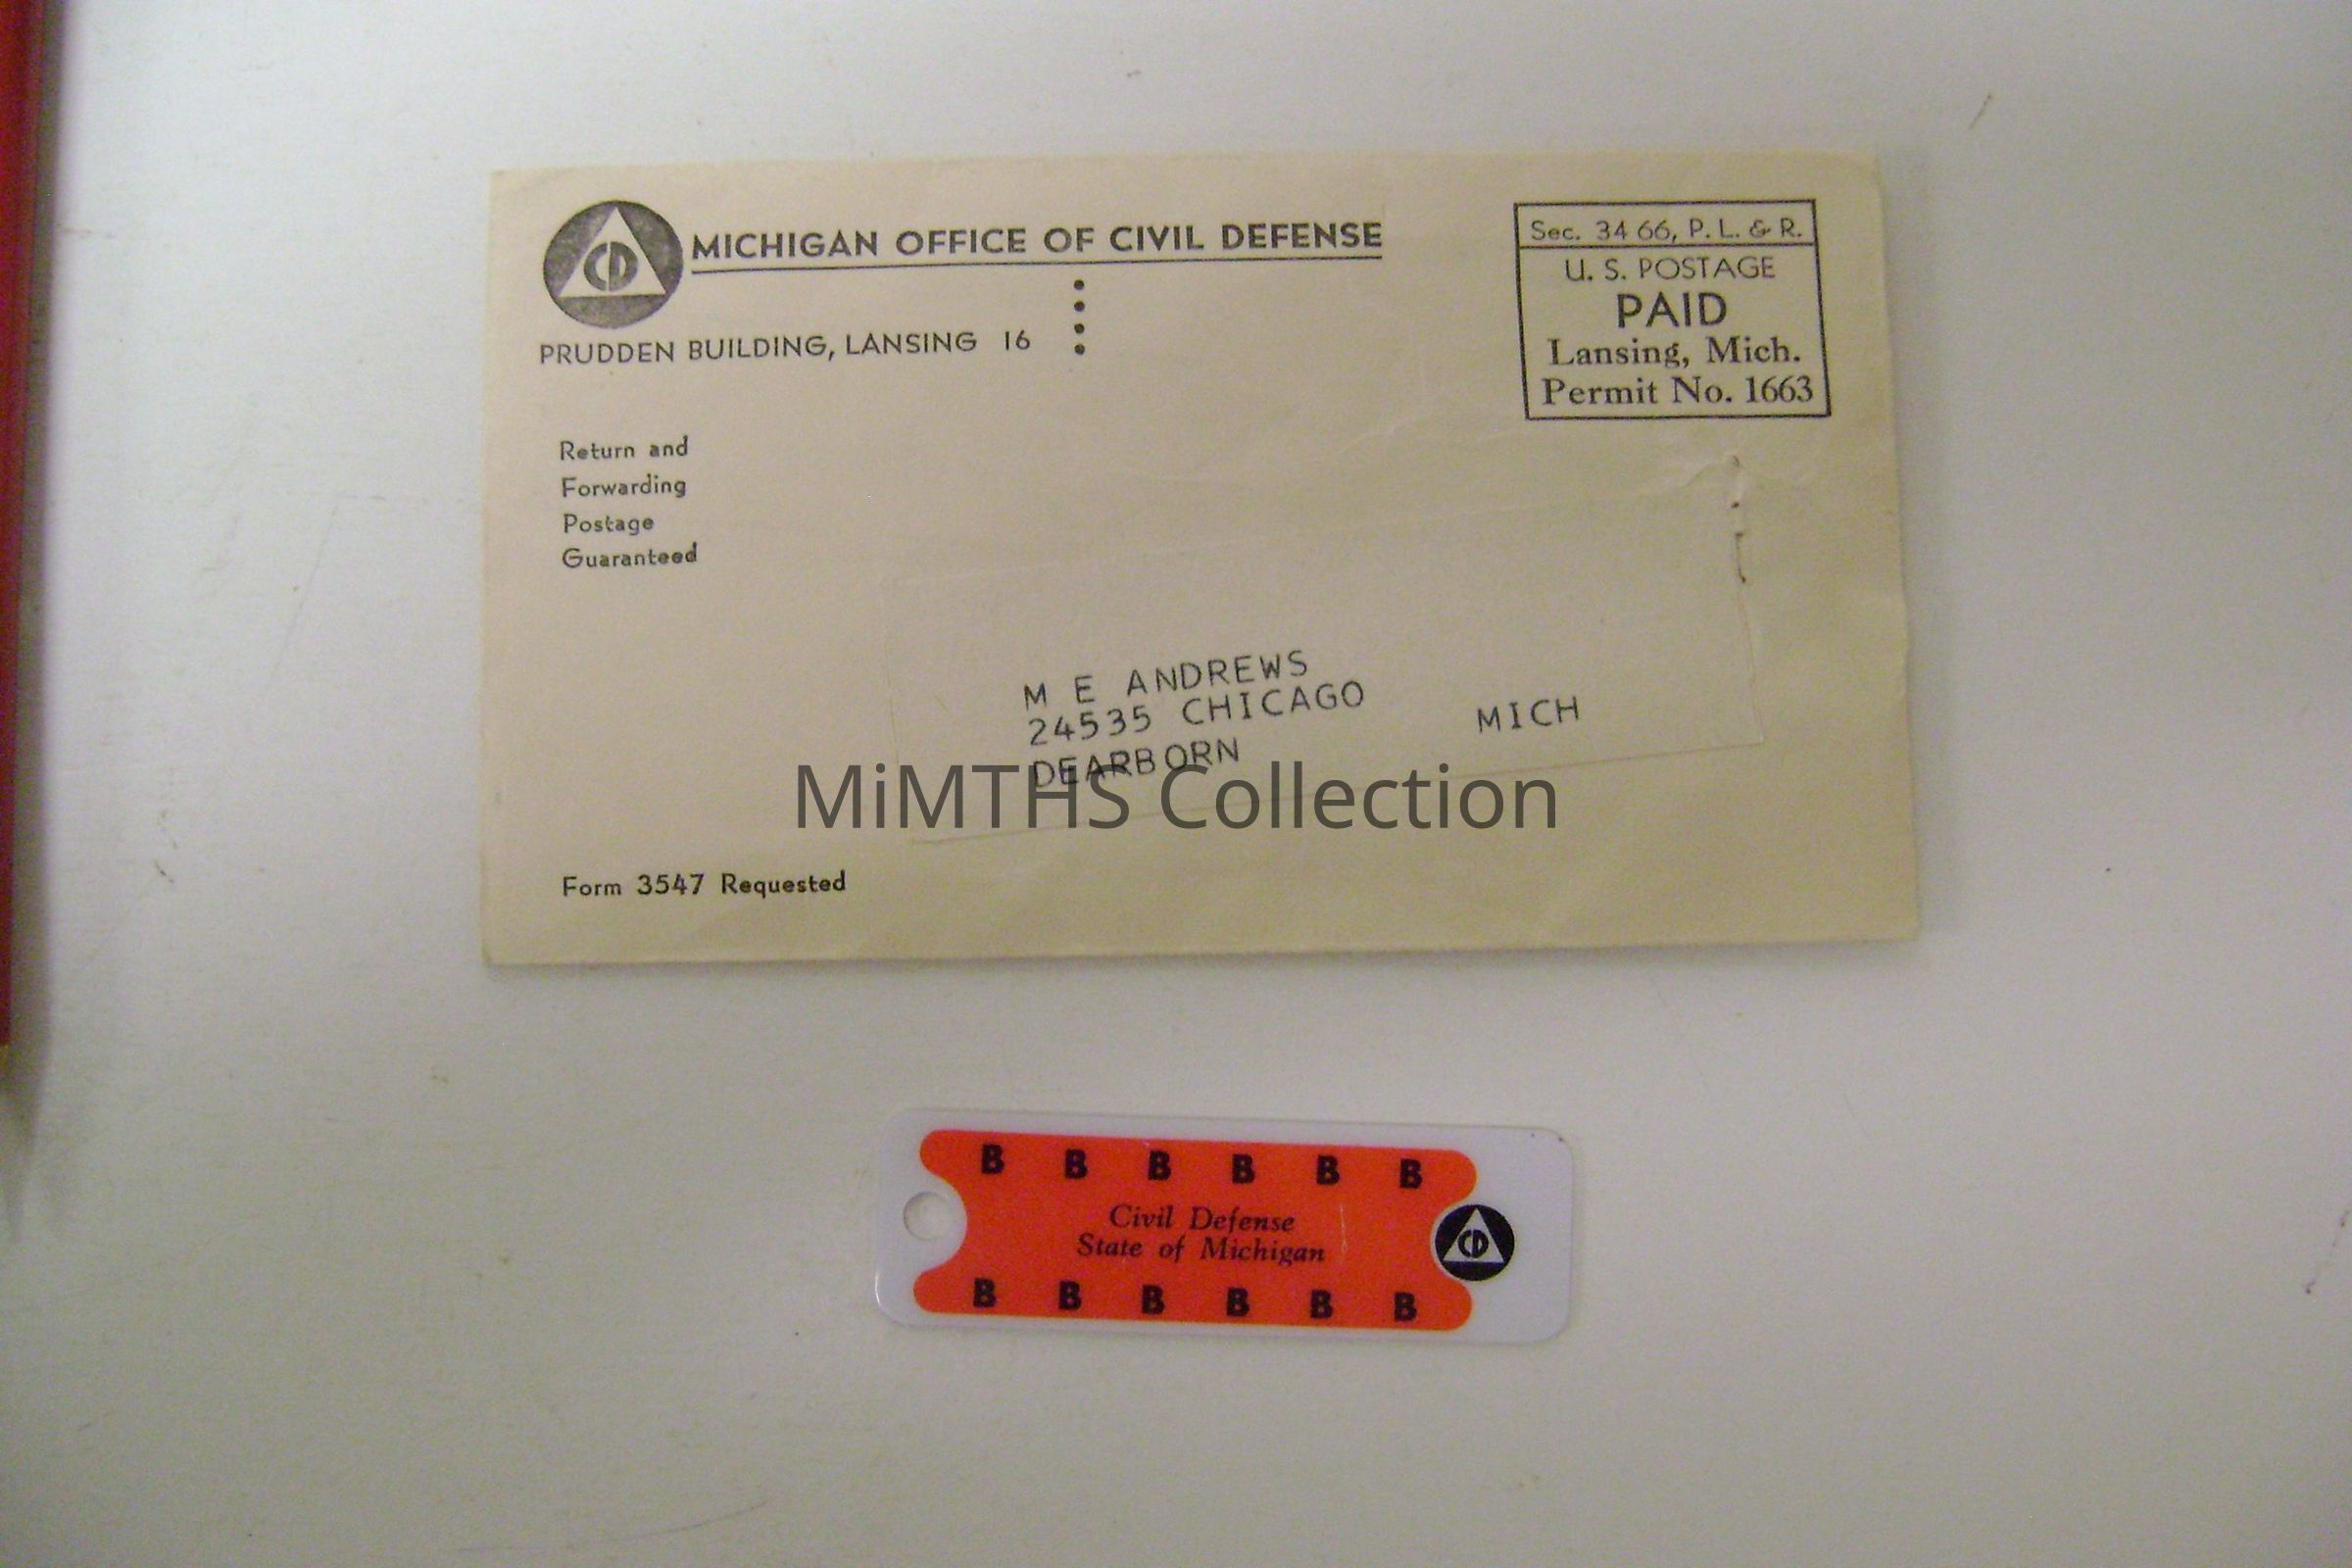 CD
MICHIGAN OFFICE OF CIVIL DEFENSE
PRUDDEN BUILDING, LANSING 16
Sec. 34 66, P. L. & R.
U. S. POSTAGE
PAID
Lansing, Mich.
Permit No. 1663
Return and
Forwarding
Postage
Guaranteed
M E ANDREWS
24535 CHICAGO
DEARBORN MICH
MiMTHS Collection
Form 3547 Requested
B B B B B B
Civil Defense
State of Michigan
CD
B B B B B B